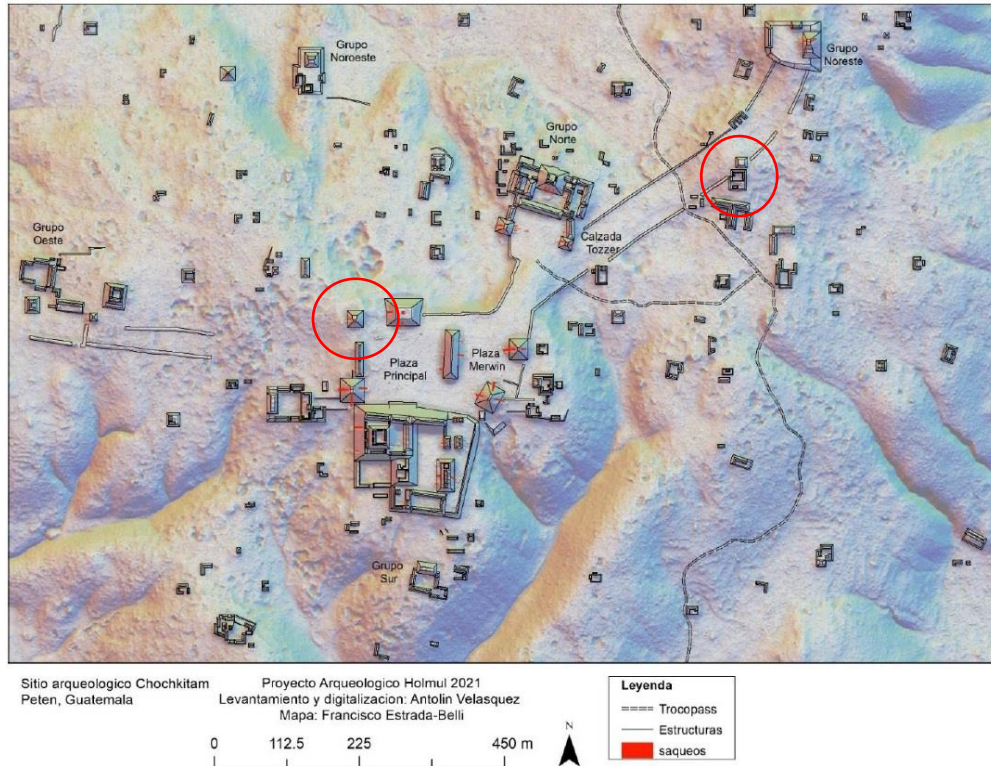 Grupo
Noroeste
Grupo
Noreste
Grupo
Norte
Grupo
Oeste
Calzada
Tozzer
Plaza
Principal
Plaza
Merwin
Grupo
Sur
Sitio arqueologico Chochkitam
Peten, Guatemala
Proyecto Arqueologico Holmul 2021
Levantamiento y digitalizacion: Antolin Velasquez
Mapa: Francisco Estrada-Belli
0 112.5 225 450 m
N
Leyenda
Trocopass
Estructuras
saqueos